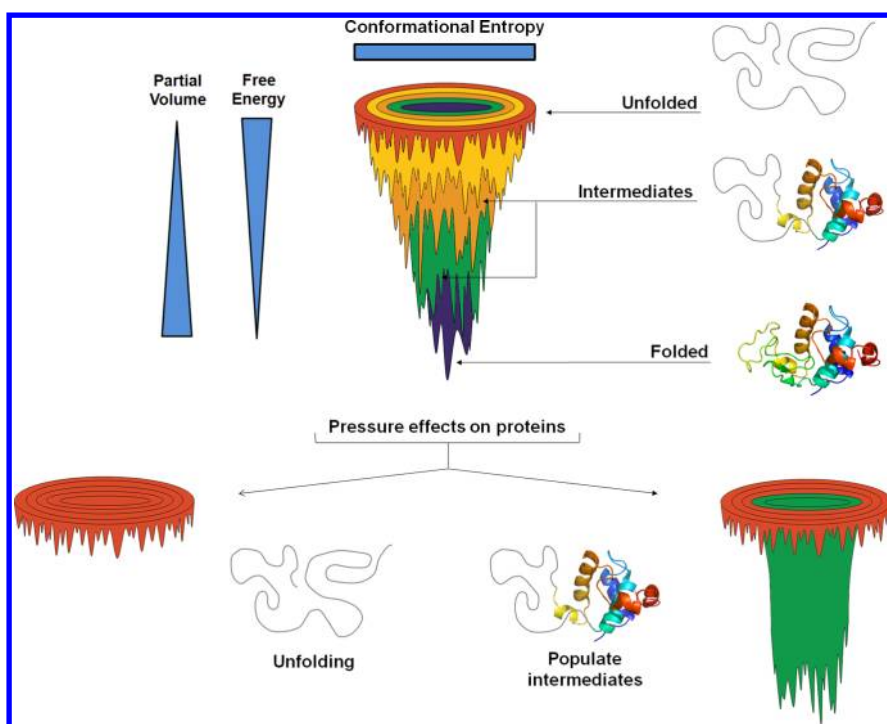 Conformational Entropy
Partial
Volume
Free
Energy
Unfolded
Intermediates
Folded
Pressure effects on proteins
Unfolding
Populate
intermediates